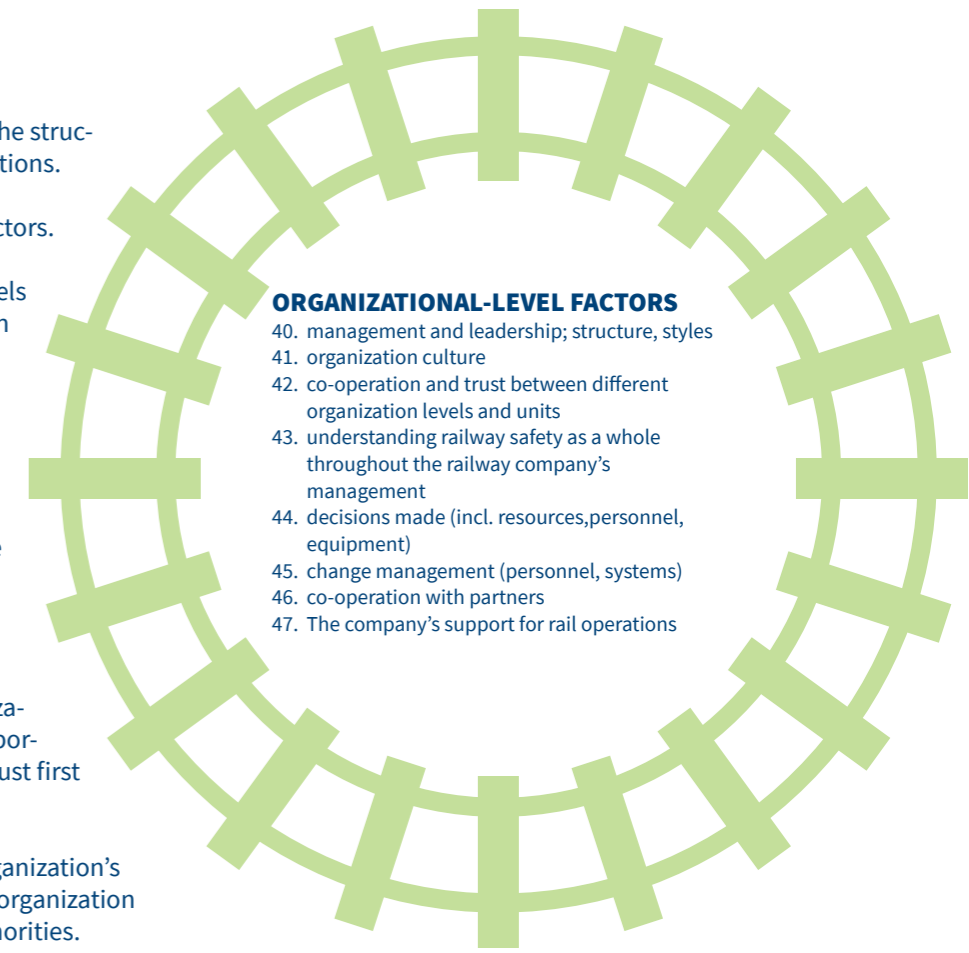 he struc-
tions.
ctors.
els
n
e
za-
por-
ust first
ganization’s
organization
norities.
ORGANIZATIONAL-LEVEL FACTORS
40. management and leadership; structure, styles
41. organization culture
42. co-operation and trust between different
organization levels and units
43. understanding railway safety as a whole
throughout the railway company’s
management
44. decisions made (incl. resources,personnel,
equipment)
45. change management (personnel, systems)
46. co-operation with partners
47. The company’s support for rail operations